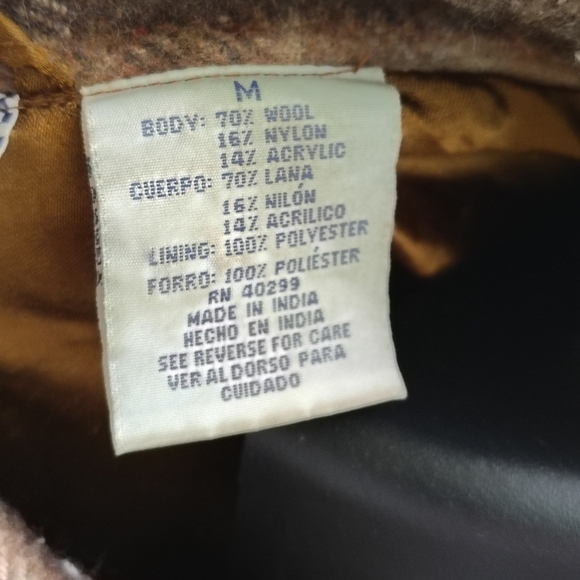 M
BODY: 70% WOOL
16% NYLON
14% ACRYLIC
CUERPO: 70% LANA
16% NILÓN
14% ACRILICO
LINING: 100% POLYESTER
FORRO: 100% POLIÉSTER
RN 40299
MADE IN INDIA
HECHO EN INDIA
SEE REVERSE FOR CARE
VER AL DORSO PARA
CUIDADO